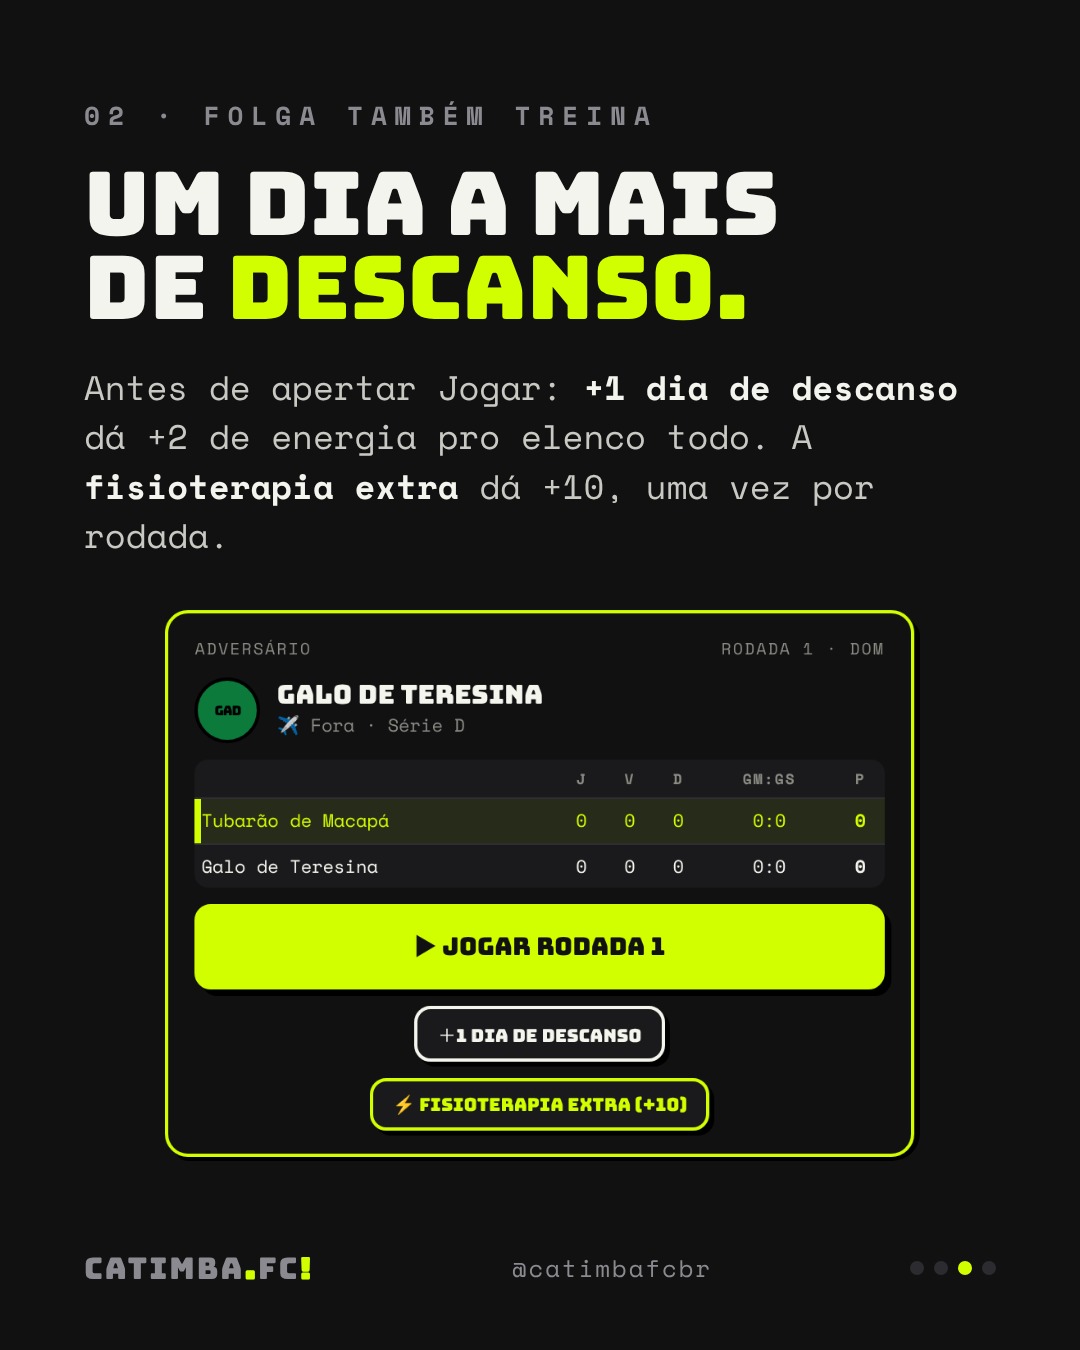 02 · FOLGA TAMBÉM TREINA
UM DIA A MAIS
DE DESCANSO.
Antes de apertar Jogar: +1 dia de descanso
dá +2 de energia pro elenco todo. A
fisioterapia extra dá +10, uma vez por
rodada.
ADVERSÁRIO RODADA 1 · DOM
GAD
GALO DE TERESINA
✈️ Fora · Série D
J V D GM:GS P
Tubarão de Macapá 0 0 0 0:0 0
Galo de Teresina 0 0 0 0:0 0
▶ JOGAR RODADA 1
+1 DIA DE DESCANSO
⚡ FISIOTERAPIA EXTRA (+10)
CATIMBA.FC! @catimbafcbr